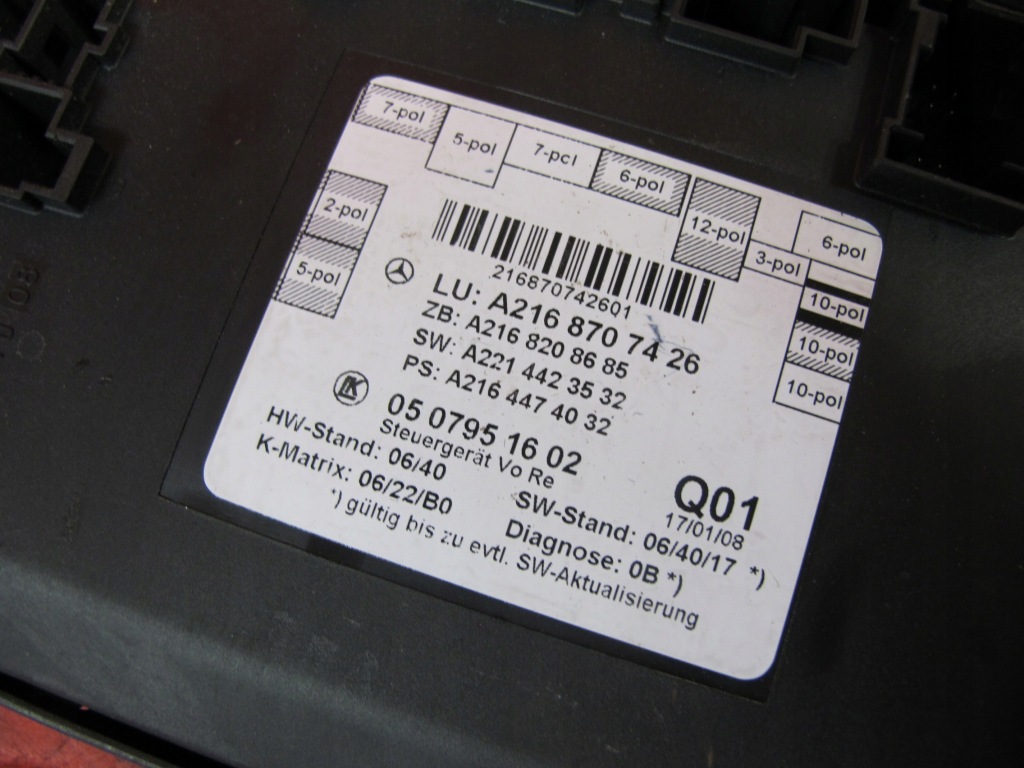 7-pol
5-pol
7-pcl
6-pol
12-pol
3-pol
6-pol
10-pol
10-pol
10-pol
2-pol
5-pol
216870742601
LU: A216 870 74 26
ZB: A216 820 86 85
SW: A221 442 35 32
PS: A216 447 40 32
05 0795 16 02
Steuergerät Vo Re
Q01
17/01/08
HW-Stand: 06/40
SW-Stand: 06/40/17 *)
K-Matrix: 06/22/B0
Diagnose: 0B *)
*) gültig bis zu evtl. SW-Aktualisierung